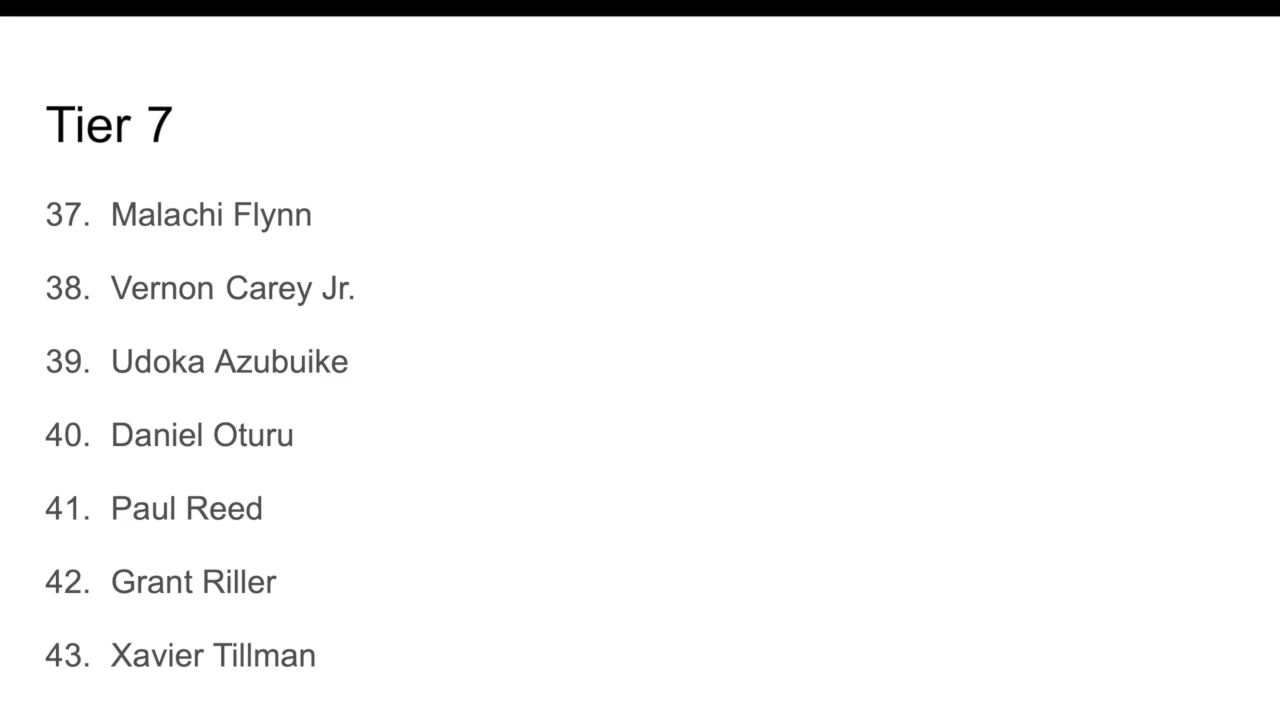 Tier 7
37. Malachi Flynn
38. Vernon Carey Jr.
39. Udoka Azubuike
40. Daniel Oturu
41. Paul Reed
42. Grant Riller
43. Xavier Tillman